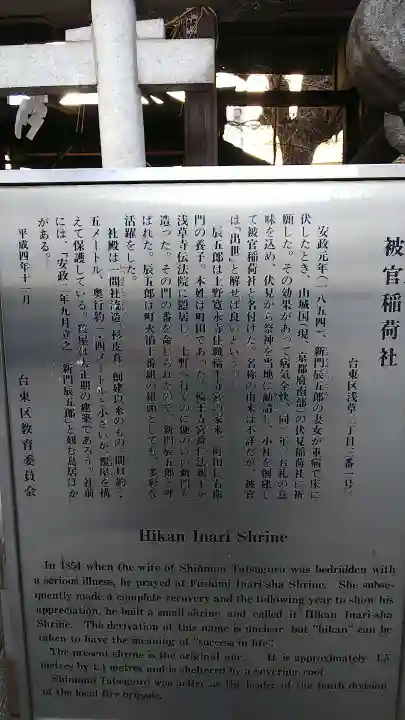 被官稲荷社
台東区浅草二丁目三番一号
安政元年(一八五四)、新門辰五郎の妻女が重病で床に
伏したとき、山城国(現、京都府南部)の伏見稲荷社に祈
願した。その効果があって病気全快、同二年、お礼の意
味を込め、伏見から祭神を当地に勧請し、小社を創建し
て被官稲荷社と名付けた。名称の由来は不詳だが、被官
は「出世」と解せば良いという。
辰五郎は上野寛永寺住職輪王寺宮の家来・町田仁右衛
門の養子。本姓は町田であった。輪王寺宮舜仁法親王が
浅草寺伝法院に隠居し、上野へ行くのに使のいい新門を
造った。その門の番を命じられたので、新門辰五郎と呼
ばれた。辰五郎は町火消十番組の組頭としても、多彩な
活躍をした。
社殿は一間社流造り、杉皮葺。創建以来のもの。間口約一・
五メートル、奥行約一・四メートルと小さいが、覆屋を構
えて保護している。覆屋は大正期の建築であろう。社前
には、「安政二年九月立之 新門辰五郎」と刻む鳥居ほか
がある。
平成四年十一月
台東区教育委員会
Hikan Inari Shrine
In 1854 when the wife of Shinmon Tatsugoro was bedridden with
a serious illness, he prayed at Fushimi Inari-sha Shrine. She subse-
quently made a complete recovery and the following year to show his
appreciation, he built a small shrine and called it Hikan Inari-sha
Shrine. The derivation of this name is unclear but "hikan" can be
taken to have the meaning of "success in life".
The present shrine is the original one. It is approximately 1.5
metres by 1.4 metres and is sheltered by a covering roof.
Shinmon Tatsugoro was active as the leader of the tenth division
of the local fire brigade.